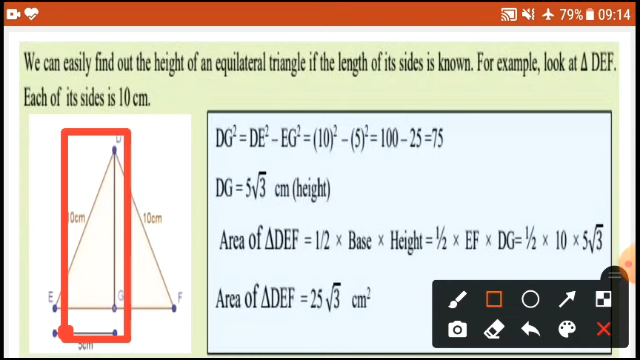 79% 09:14
We can easily find out the height of an equilateral triangle if the length of its sides is known. For example, look at Δ DEF.
Each of its sides is 10 cm.
DG² = DE² – EG² = (10)² – (5)² = 100 – 25 =75
DG = 5√3 cm (height)
Area of ΔDEF = 1/2 × Base × Height = ½ × EF × DG= ½ × 10 × 5√3
Area of ΔDEF = 25 √3 cm²
D
10cm 10cm
E G F
5cm